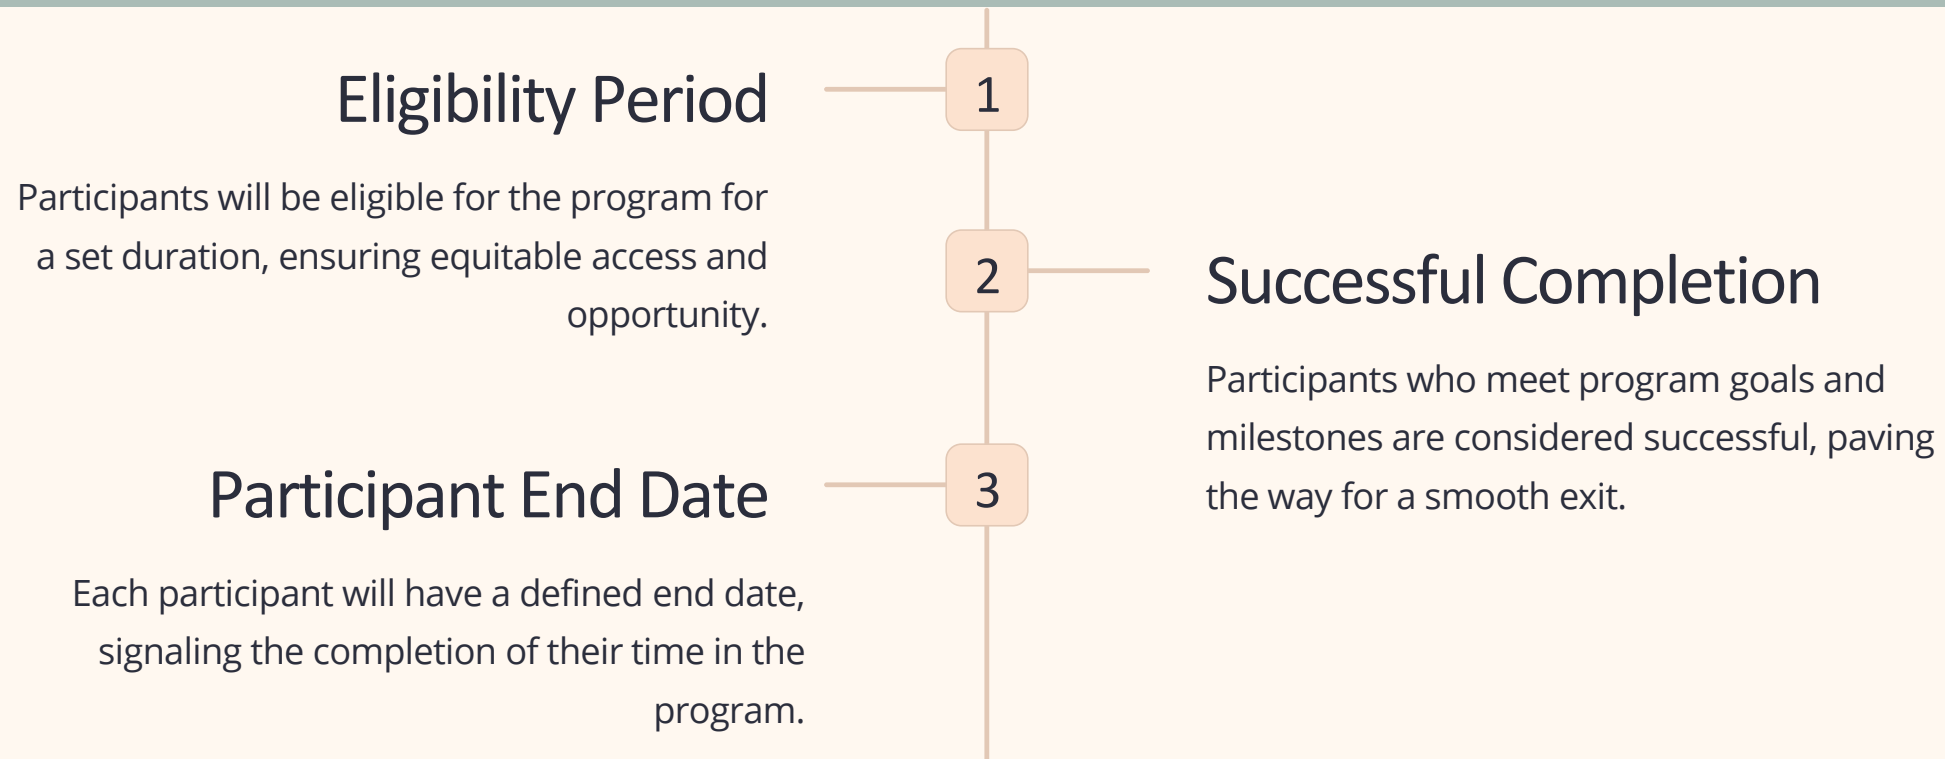 1
Eligibility Period
Participants will be eligible for the program for
a set duration, ensuring equitable access and
opportunity.
2
Successful Completion
Participants who meet program goals and
milestones are considered successful, paving
the way for a smooth exit.
3
Participant End Date
Each participant will have a defined end date,
signaling the completion of their time in the
program.